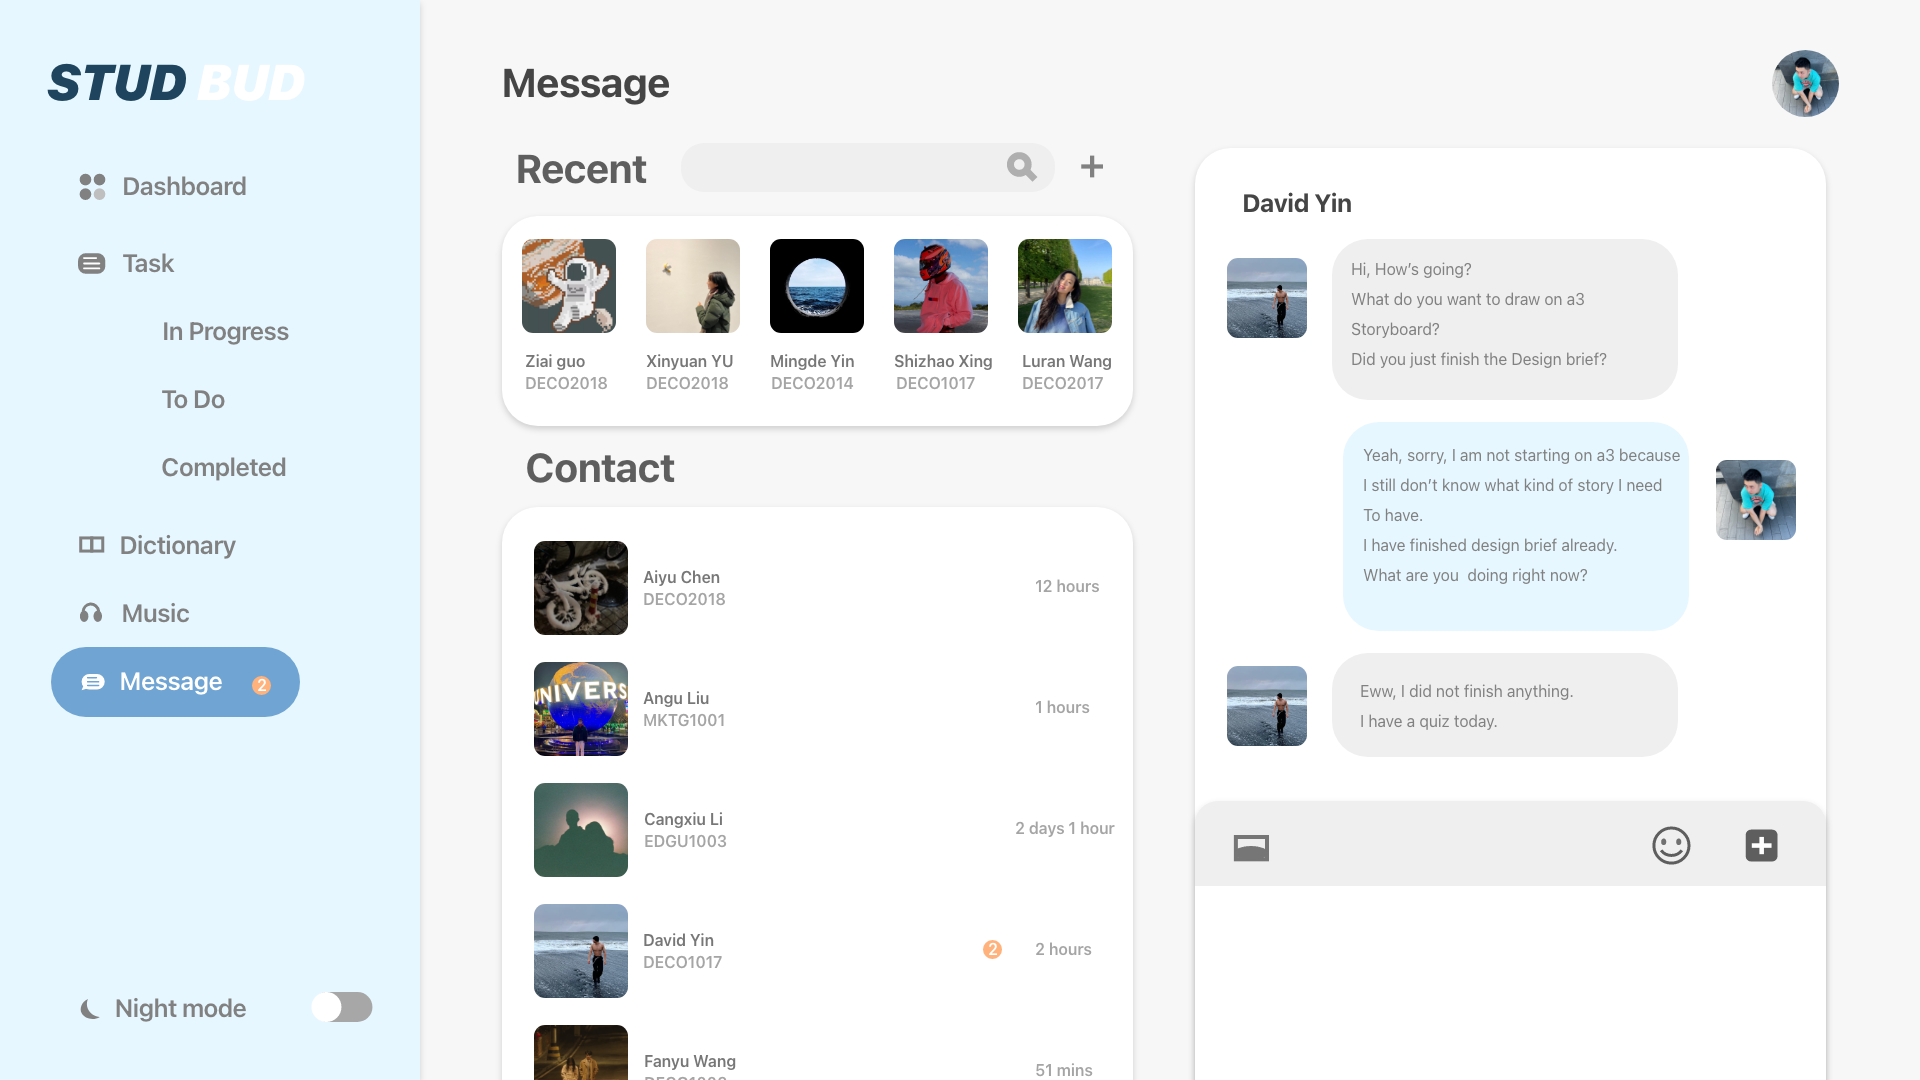 STUD BUD
Dashboard
Task
In Progress
To Do
Completed
Dictionary
Music
Message 2
Night mode
Message
Recent
Ziai guo
DECO2018
Xinyuan YU
DECO2018
Mingde Yin
DECO2014
Shizhao Xing
DECO1017
Luran Wang
DECO2017
Contact
Aiyu Chen
DECO2018
12 hours
UNIVERS
Angu Liu
MKTG1001
1 hours
Cangxiu Li
EDGU1003
2 days 1 hour
David Yin
DECO1017
2
2 hours
Fanyu Wang
51 mins
David Yin
Hi, How’s going?
What do you want to draw on a3
Storyboard?
Did you just finish the Design brief?
Yeah, sorry, I am not starting on a3 because
I still don’t know what kind of story I need
To have.
I have finished design brief already.
What are you  doing right now?
Eww, I did not finish anything.
I have a quiz today.